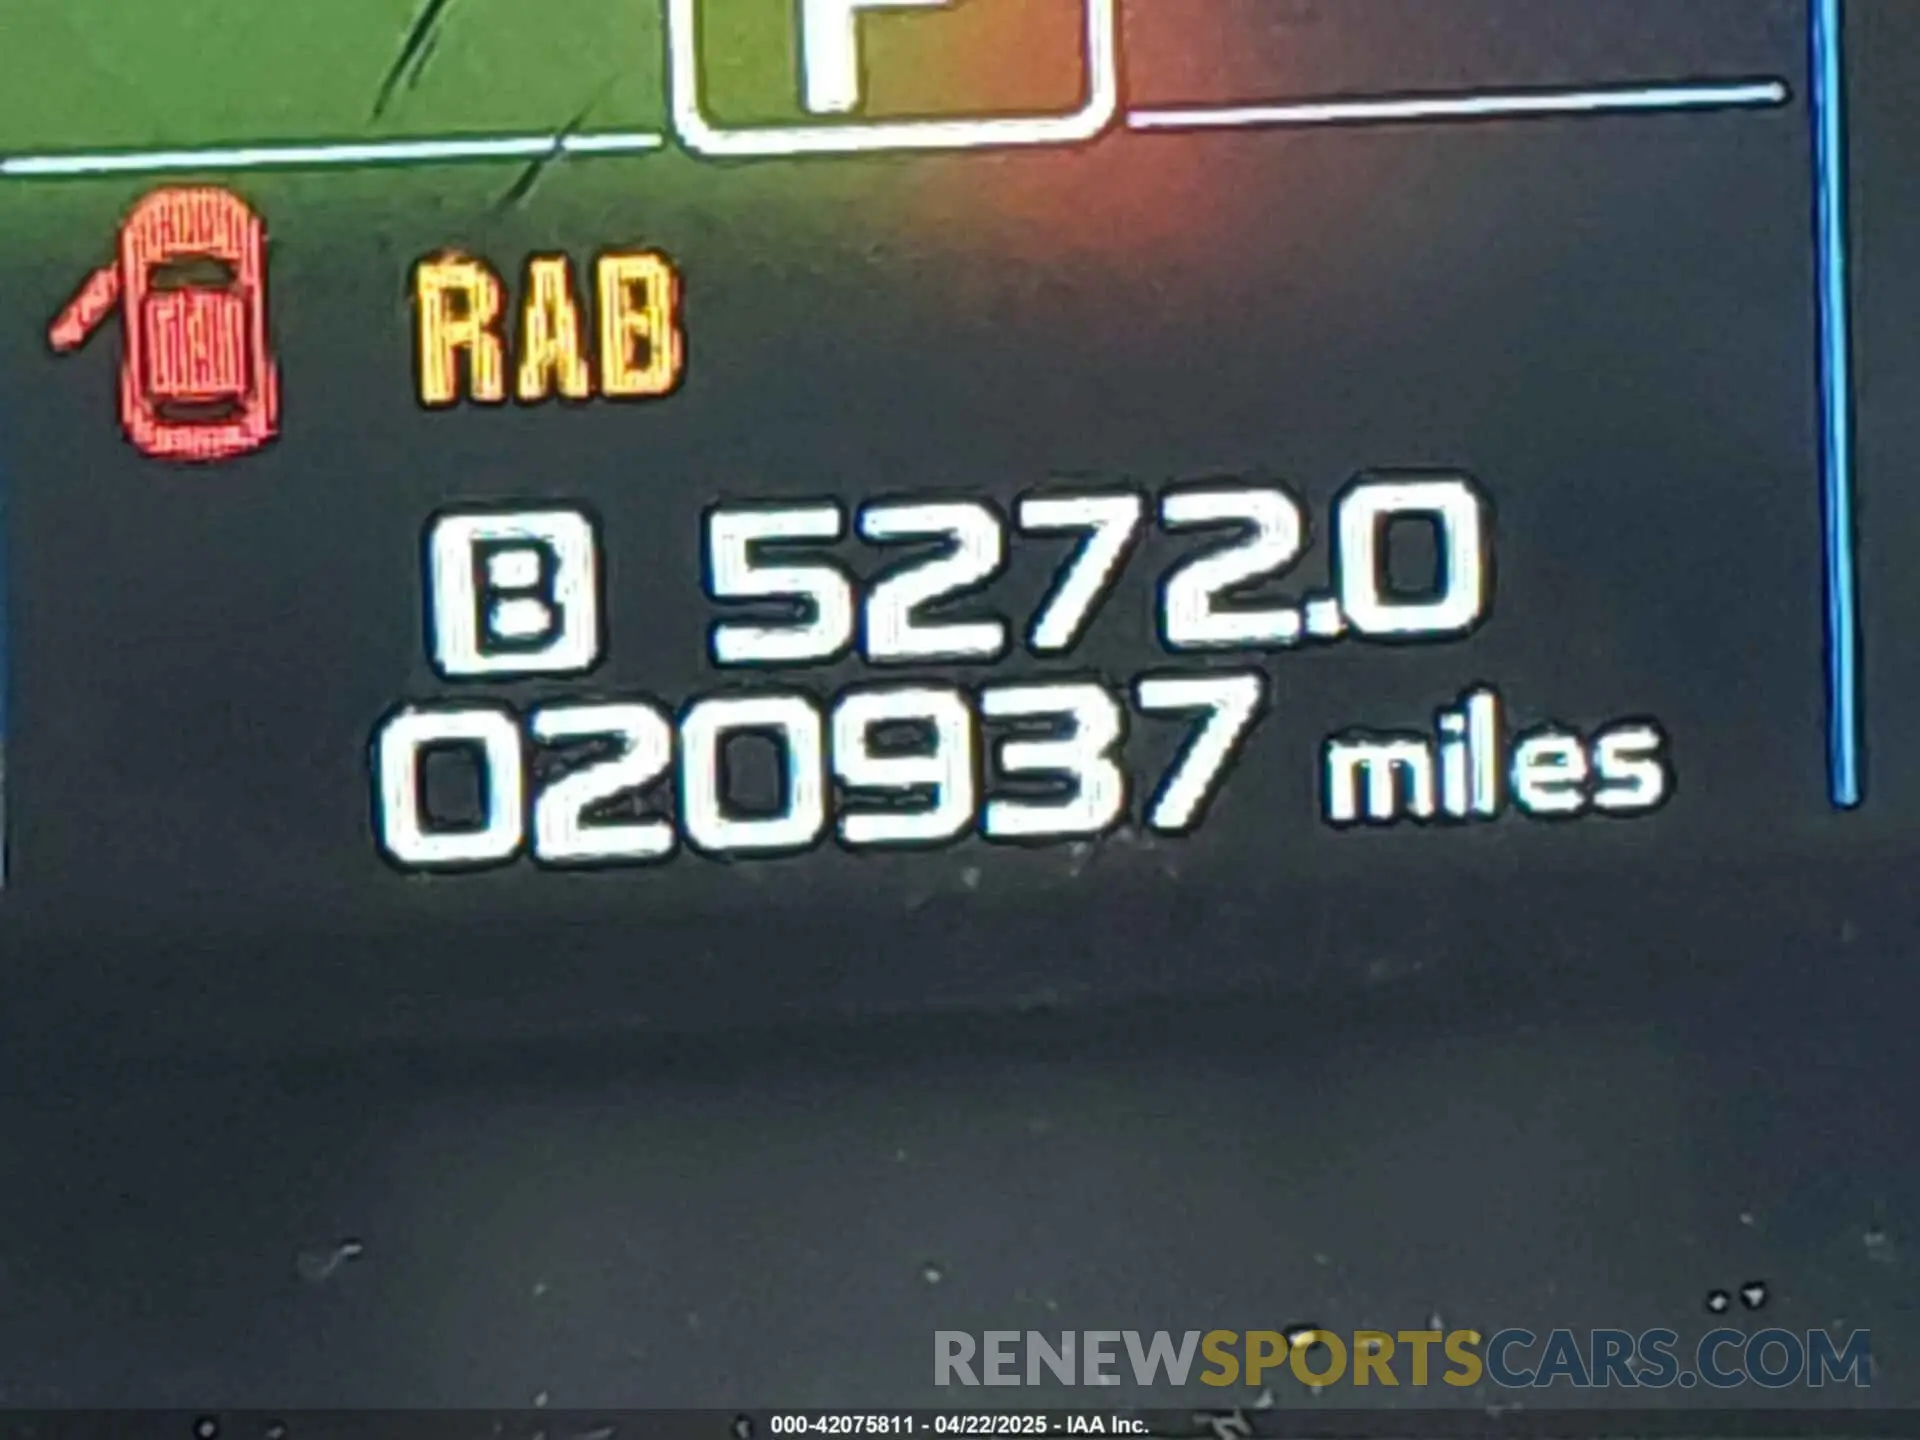 P
RAB
B 5272.0
020937 miles
RENEWSPORTSCARS.COM
000-42075811 - 04/22/2025 - IAA Inc.